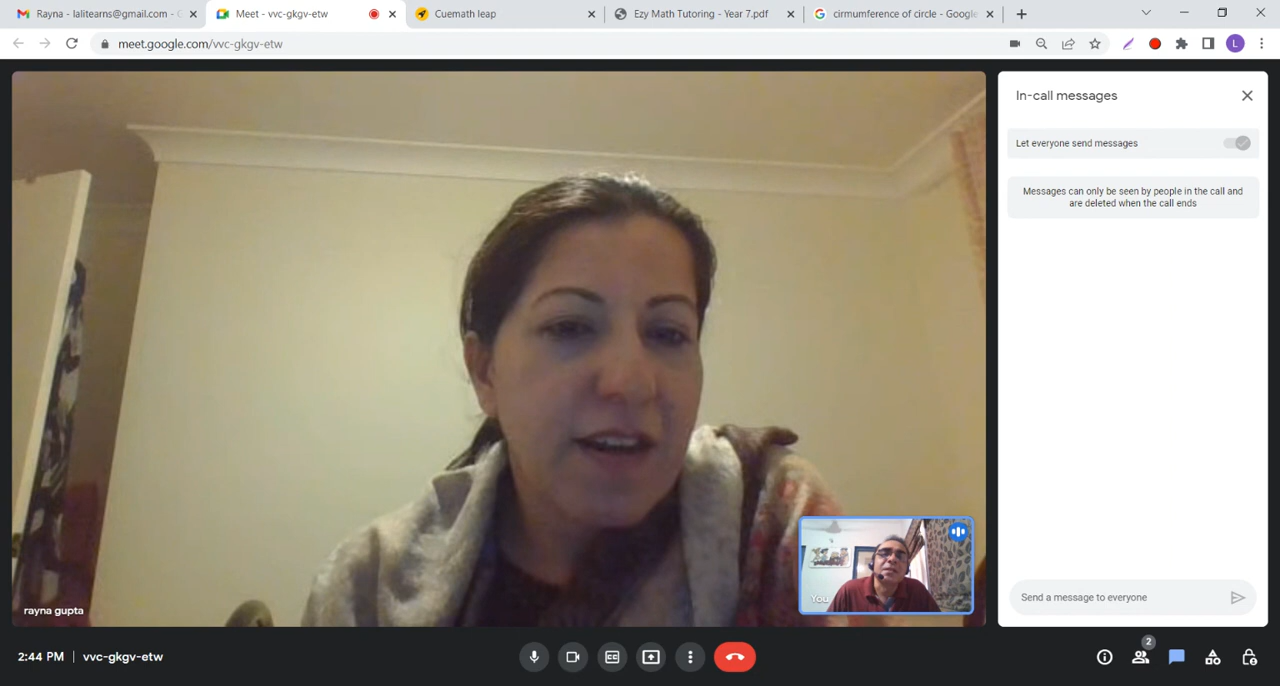 Rayna - lalitearns@gmail.com - G
Meet - vvc-gkgv-etw
Cuemath leap
Ezy Math Tutoring - Year 7.pdf
cirmumference of circle - Google
meet.google.com/vvc-gkgv-etw
L
In-call messages
Let everyone send messages
Messages can only be seen by people in the call and
are deleted when the call ends
You
rayna gupta
Send a message to everyone
2:44 PM | vvc-gkgv-etw
2